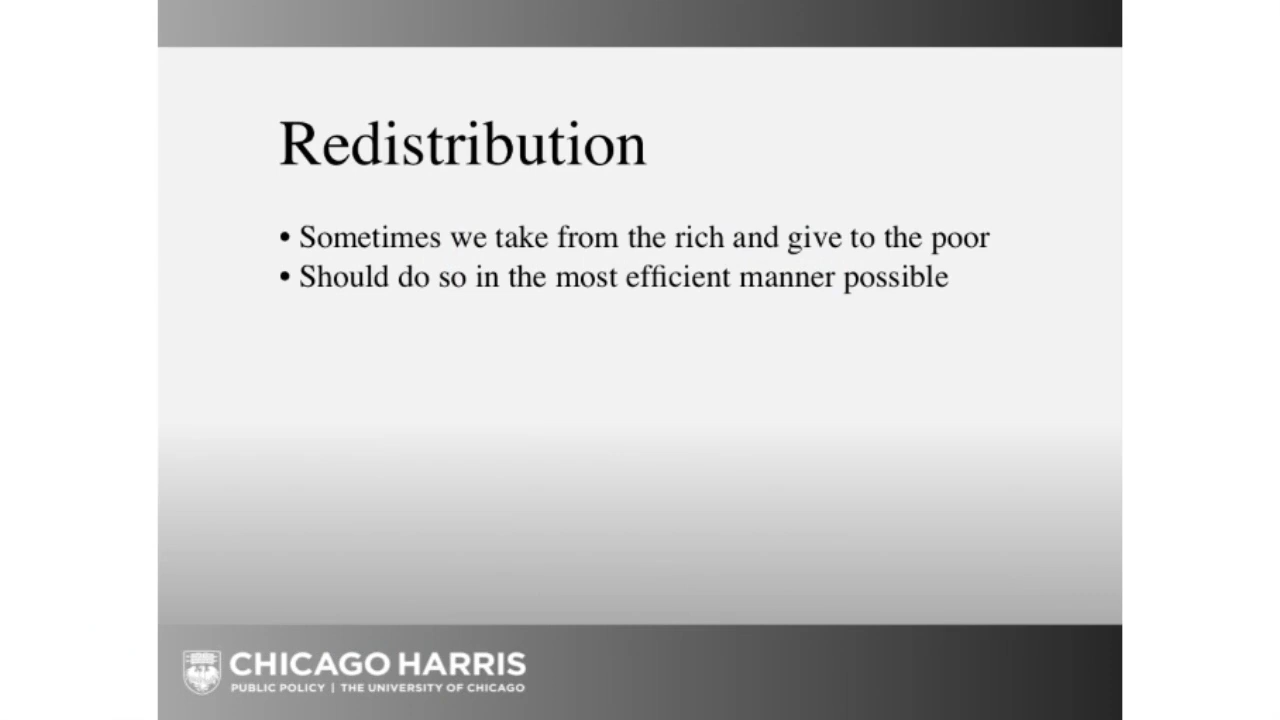 Redistribution
• Sometimes we take from the rich and give to the poor
• Should do so in the most efficient manner possible
CHICAGO HARRIS
PUBLIC POLICY | THE UNIVERSITY OF CHICAGO